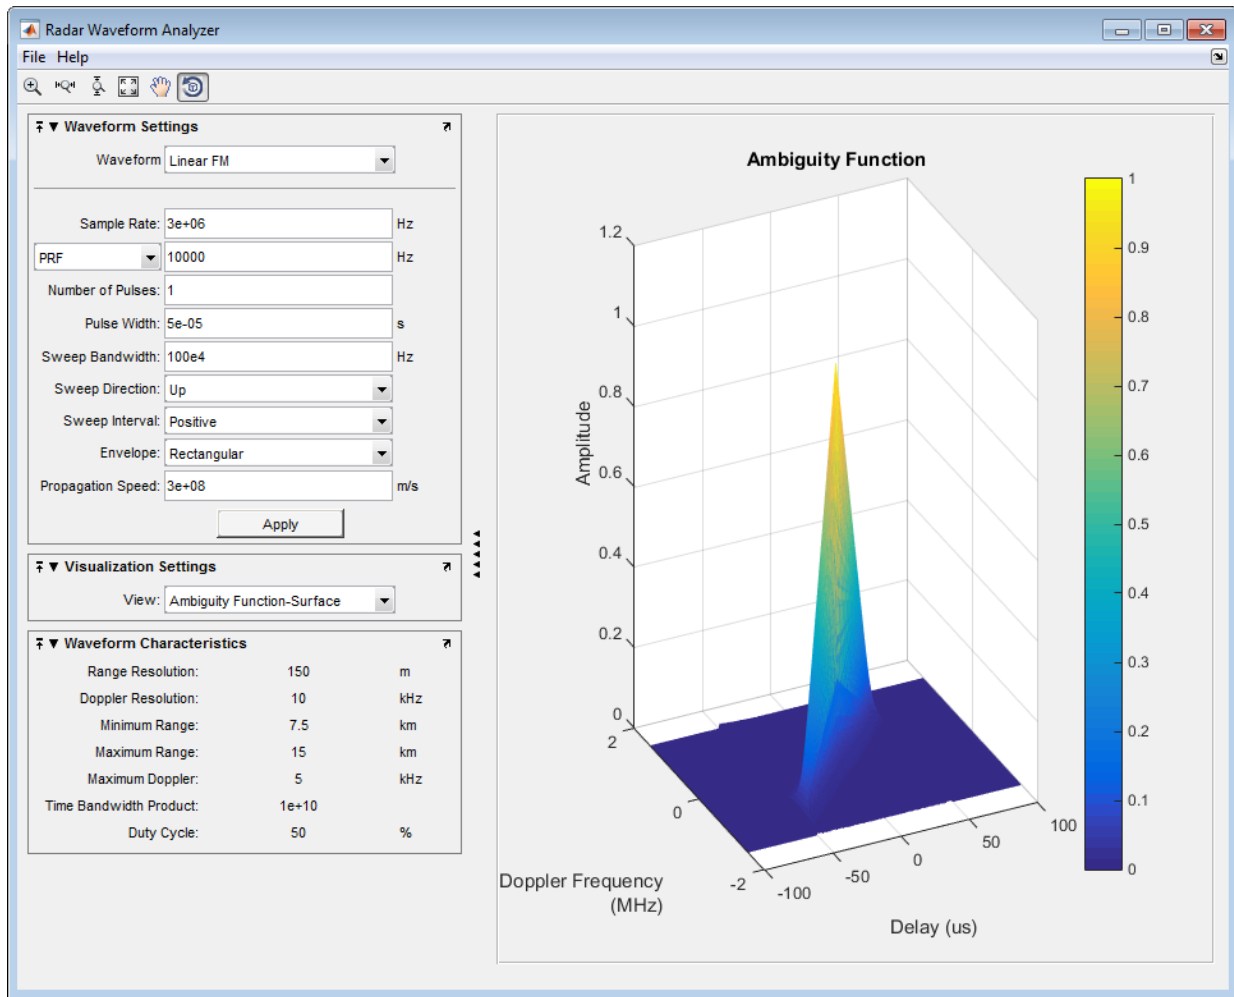 Radar Waveform Analyzer
File Help
Waveform Settings
Waveform Linear FM
Sample Rate: 3e+06 Hz
PRF 10000 Hz
Number of Pulses: 1
Pulse Width: 5e-05 s
Sweep Bandwidth: 100e4 Hz
Sweep Direction: Up
Sweep Interval: Positive
Envelope: Rectangular
Propagation Speed: 3e+08 m/s
Apply
Visualization Settings
View: Ambiguity Function-Surface
Waveform Characteristics
Range Resolution: 150 m
Doppler Resolution: 10 kHz
Minimum Range: 7.5 km
Maximum Range: 15 km
Maximum Doppler: 5 kHz
Time Bandwidth Product: 1e+10
Duty Cycle: 50 %
Ambiguity Function
1.2
1
0.8
0.6
0.4
0.2
0
Amplitude
2
0
-2
Doppler Frequency
(MHz)
-100
-50
0
50
100
Delay (us)
1
0.9
0.8
0.7
0.6
0.5
0.4
0.3
0.2
0.1
0